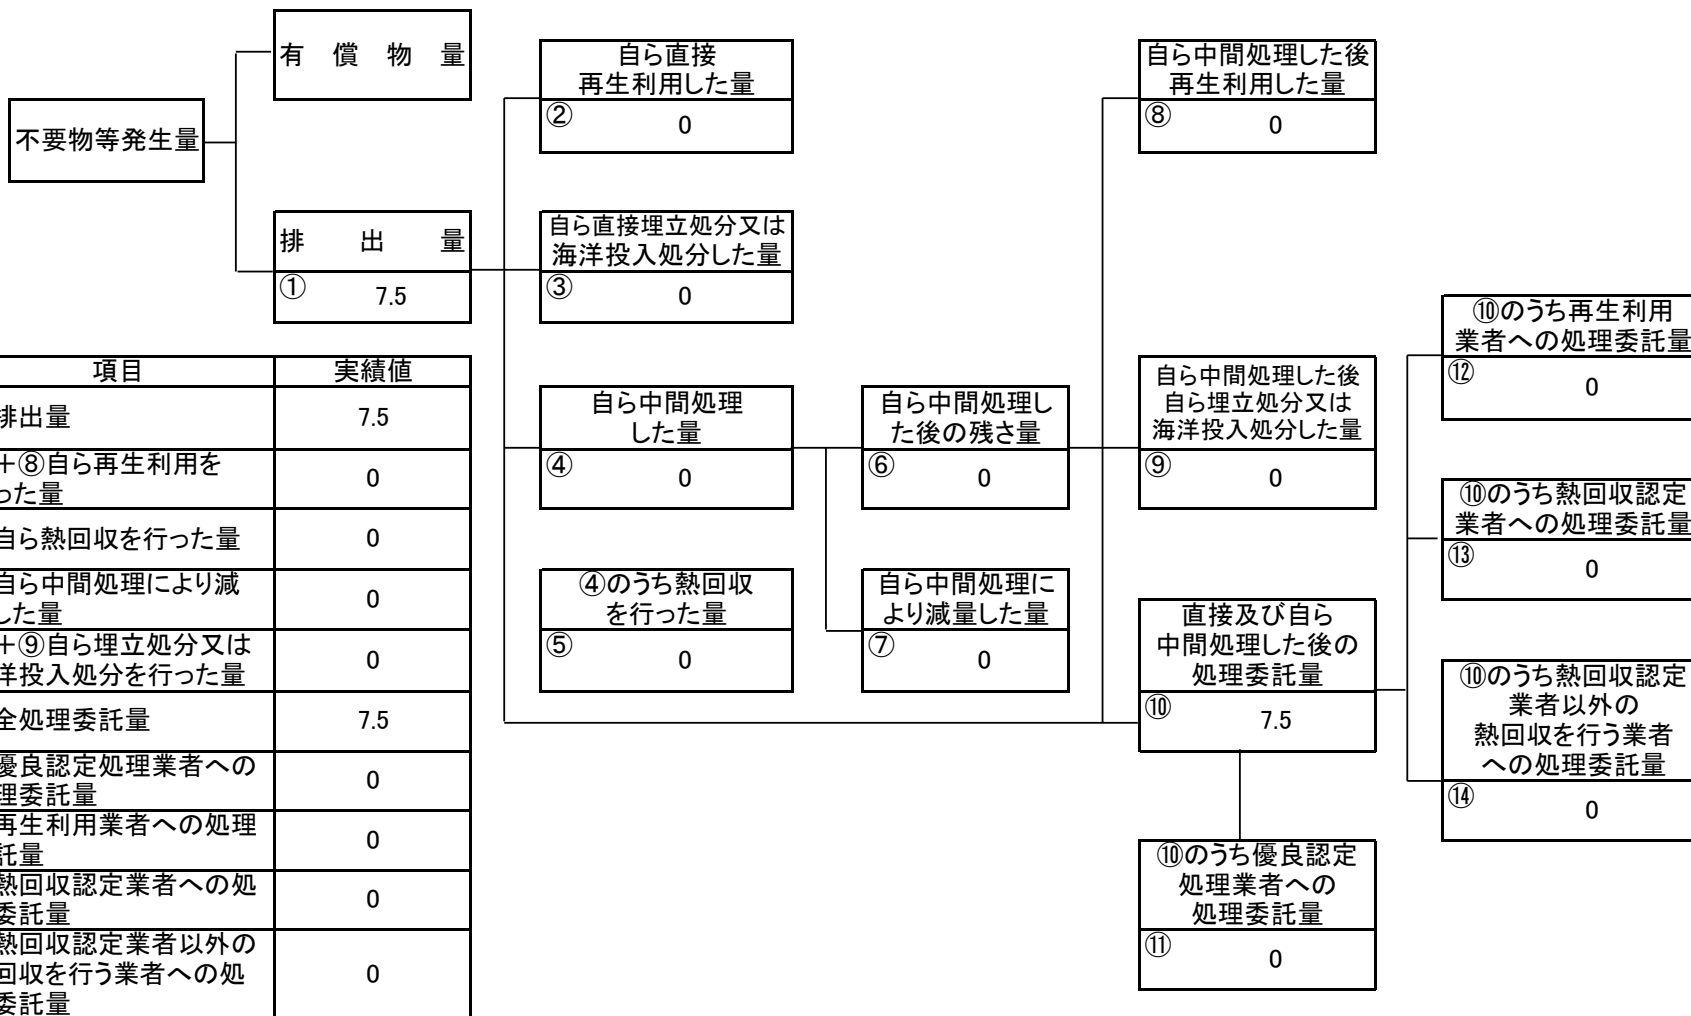 有 償 物 量
不要物等発生量
排 出 量
①
7.5
自ら直接
再生利用した量
②
0
自ら直接埋立処分又は
海洋投入処分した量
③
0
自ら中間処理
した量
④
0
④のうち熱回収
を行った量
⑤
0
自ら中間処理し
た後の残さ量
⑥
0
自ら中間処理に
より減量した量
⑦
0
自ら中間処理した後
再生利用した量
⑧
0
自ら中間処理した後
自ら埋立処分又は
海洋投入処分した量
⑨
0
直接及び自ら
中間処理した後の
処理委託量
⑩
7.5
⑩のうち優良認定
処理業者への
処理委託量
⑪
0
⑩のうち再生利用
業者への処理委託量
⑫
0
⑩のうち熱回収認定
業者への処理委託量
⑬
0
⑩のうち熱回収認定
業者以外の
熱回収を行う業者
への処理委託量
⑭
0
項目 実績値
排出量 7.5
+⑧自ら再生利用を
った量 0
自ら熱回収を行った量 0
自ら中間処理により減
した量 0
+⑨自ら埋立処分又は
洋投入処分を行った量 0
全処理委託量 7.5
優良認定処理業者への
理委託量 0
再生利用業者への処理
託量 0
熱回収認定業者への処
委託量 0
熱回収認定業者以外の
回収を行う業者への処
委託量 0